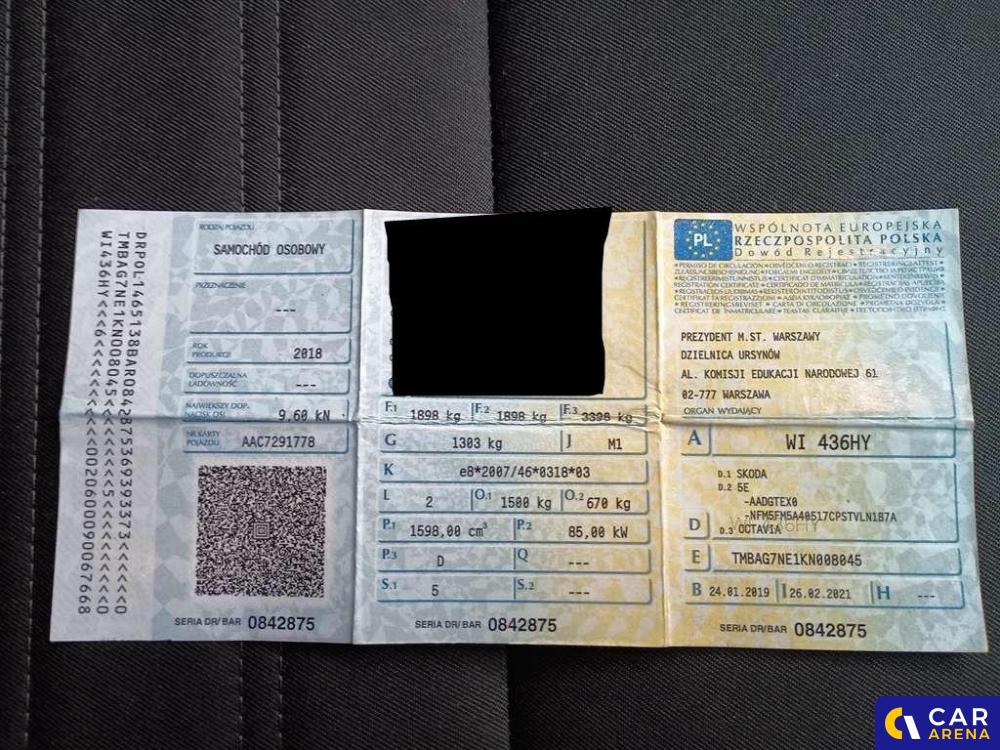 DRPOL1465138BAR0842875369393373<<<<<0
TMBAG7NE1KN008045<<<<<<<5<<<<<<<<<<<0
WI436HY<<<6<<<<<<<<<<<<00206000090067668
RODZAJ POJAZDU
SAMOCHÓD OSOBOWY
PRZEZNACZENIE
---
ROK PRODUKCJI 2018
DOPUSZCZALNA ŁADOWNOŚĆ ---
NAJWIĘKSZY DOP. NACISK OSI 9,60 kN
NR KARTY POJAZDU AAC7291778
SERIA DR/BAR 0842875
F.1 1898 kg F.2 1898 kg F.3 3398 kg
G 1303 kg J M1
K e8*2007/46*0318*03
L 2 O.1 1500 kg O.2 670 kg
P.1 1598,00 cm³ P.2 85,00 kW
P.3 D Q ---
S.1 5 S.2 ---
SERIA DR/BAR 0842875
PL
WSPÓLNOTA EUROPEJSKA
RZECZPOSPOLITA POLSKA
Dowód Rejestracyjny
PREZYDENT M.ST. WARSZAWY
DZIELNICA URSYNÓW
AL. KOMISJI EDUKACJI NARODOWEJ 61
02-777 WARSZAWA
ORGAN WYDAJĄCY
A WI 436HY
D.1 SKODA
D.2 5E
-AADGTEX0
-NFM5FM5A40517CPSTVLN1B7A
D D.3 OCTAVIA
E TMBAG7NE1KN008045
B 24.01.2019 I 26.02.2021 H ---
SERIA DR/BAR 0842875
CAR
ARENA